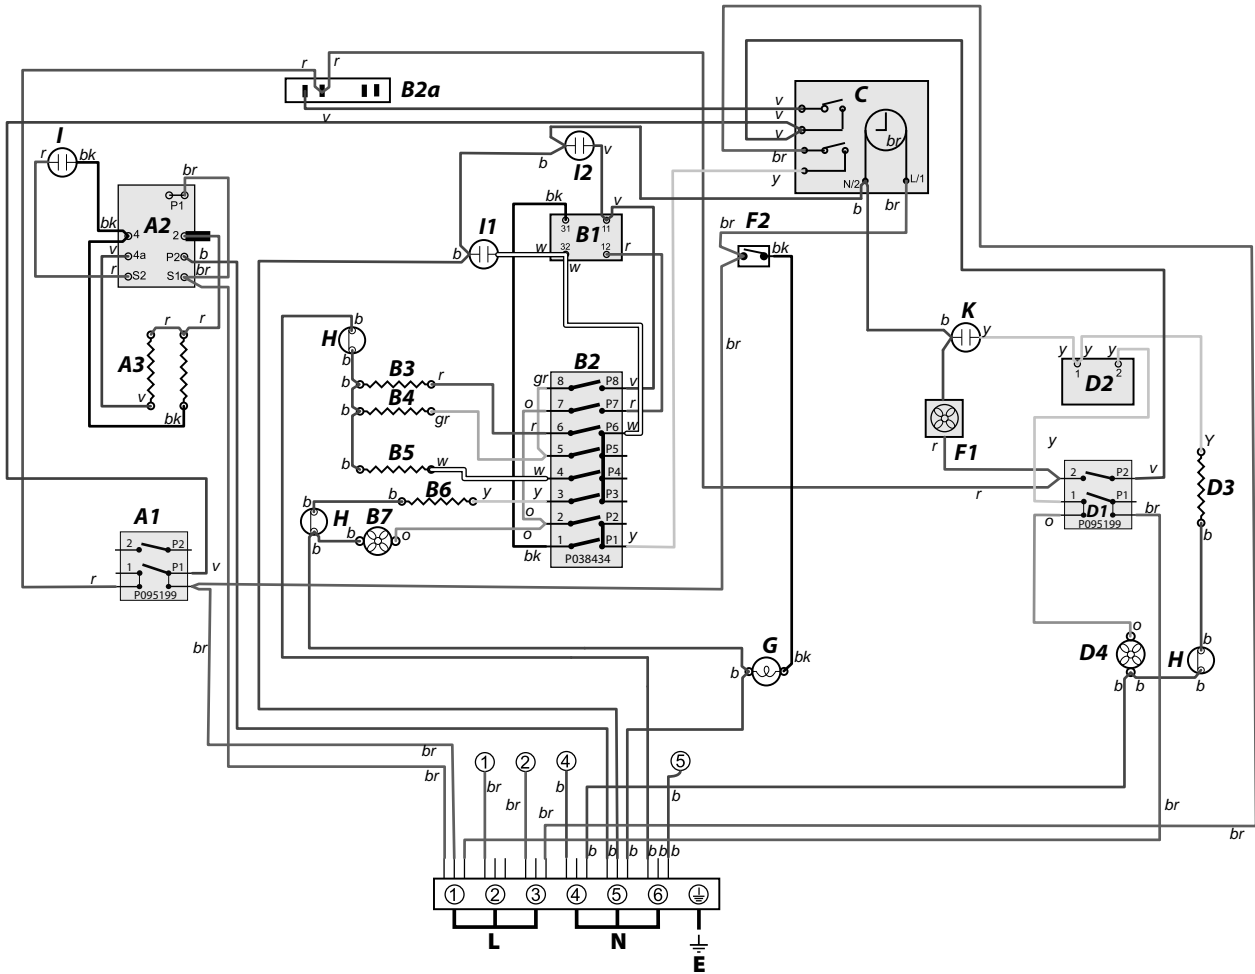 r
r
B2a
v
v
v
v
br
y
C
br
N/2
L/1
b
br
I
r
bk
br
P1
bk
4
A2
2
v
4a
P2
b
r
S2
S1
br
r
r
A3
v
bk
I2
b
v
bk
v
31
11
B1
32
12
r
I1
b
w
w
br
F2
bk
br
H
b
b
b
B3
r
b
B4
gr
b
B5
w
B6
b
y
H
b
b
B7
b
o
B2
gr
8
P8
v
o
7
P7
r
r
6
P6
w
5
P5
w
4
P4
y
3
P3
o
2
P2
o
1
P1
y
bk
P038434
A1
2
P2
1
P1
v
r
P095199
br
K
b
y
y
y
y
1
2
D2
F1
r
y
r
2
P2
v
1
P1
D1
br
o
P095199
Y
D3
b
o
D4
b
b
b
H
b
G
b
bk
br
br
1
br
2
br
4
b
5
b
br
br
b
b
b
b
b
b
1
2
3
4
5
6
L
N
E